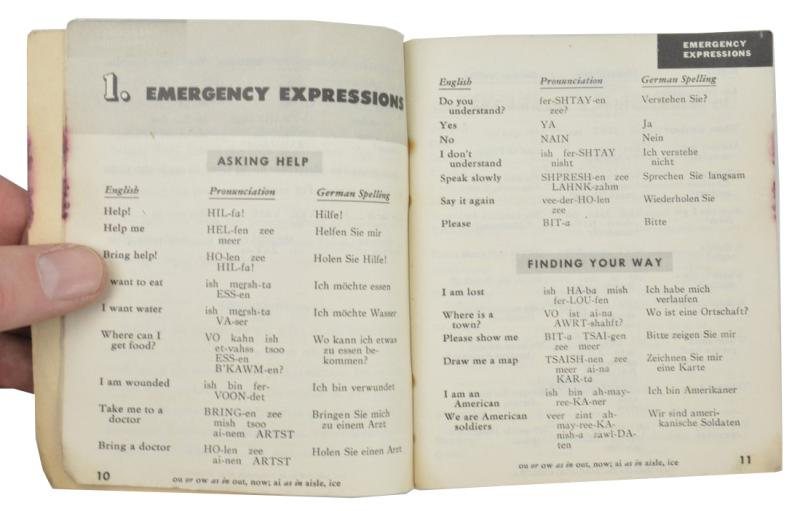 1. EMERGENCY EXPRESSIONS
ASKING HELP
English Pronunciation German Spelling
Help! HIL-fa! Hilfe!
Help me HEL-fen zee Helfen Sie mir
meer
Bring help! HO-len zee Holen Sie Hilfe!
HIL-fa!
want to eat ish mersh-ta Ich möchte essen
ESS-en
I want water ish mersh-ta Ich möchte Wasser
VA-ser
Where can I VO kahn ish Wo kann ich etwas
get food? et-vahss tsoo zu essen be-
ESS-en kommen?
B'KAWM-en?
I am wounded ish bin fer- Ich bin verwundet
VOON-det
Take me to a BRING-en zee Bringen Sie mich
doctor mish tsoo zu einem Arzt
ai-nem ARTST
Bring a doctor HO-len zee Holen Sie einen Arzt
ai-nen ARTST
10 ou or ow as in out, now; ai as in aisle, ice
EMERGENCY
EXPRESSIONS
English Pronunciation German Spelling
Do you fer-SHTAY-en Verstehen Sie?
understand? zee?
Yes YA Ja
No NAIN Nein
I don't ish fer-SHTAY Ich verstehe
understand nisht nicht
Speak slowly SHPRESH-en zee Sprechen Sie langsam
LAHNK-zahm
Say it again vee-der-HO-len Wiederholen Sie
zee
Please BIT-a Bitte
FINDING YOUR WAY
I am lost ish HA-ba mish Ich habe mich
fer-LOU-fen verlaufen
Where is a VO ist ai-na Wo ist eine Ortschaft?
town? AWRT-shahft?
Please show me BIT-a TSAI-gen Bitte zeigen Sie mir
zee meer
Draw me a map TSAISH-nen zee Zeichnen Sie mir
meer ai-na eine Karte
KAR-ta
I am an ish bin ah-may- Ich bin Amerikaner
American ree-KA-ner
We are American veer zint ah- Wir sind ameri-
soldiers may-ree-KA- kanische Soldaten
nish-a zawl-DA-
ten
ou or ow as in out, now; ai as in aisle, ice 11